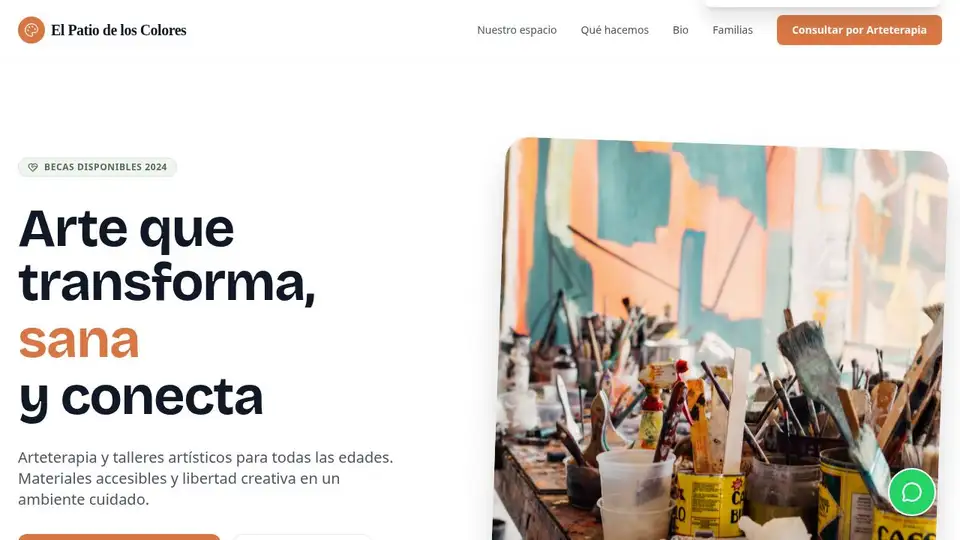 El Patio de los Colores
Nuestro espacio
Qué hacemos
Bio
Familias
Consultar por Arteterapia
BECAS DISPONIBLES 2024
Arte que
transforma,
sana
y conecta
Arteterapia y talleres artísticos para todas las edades.
Materiales accesibles y libertad creativa en un
ambiente cuidado.